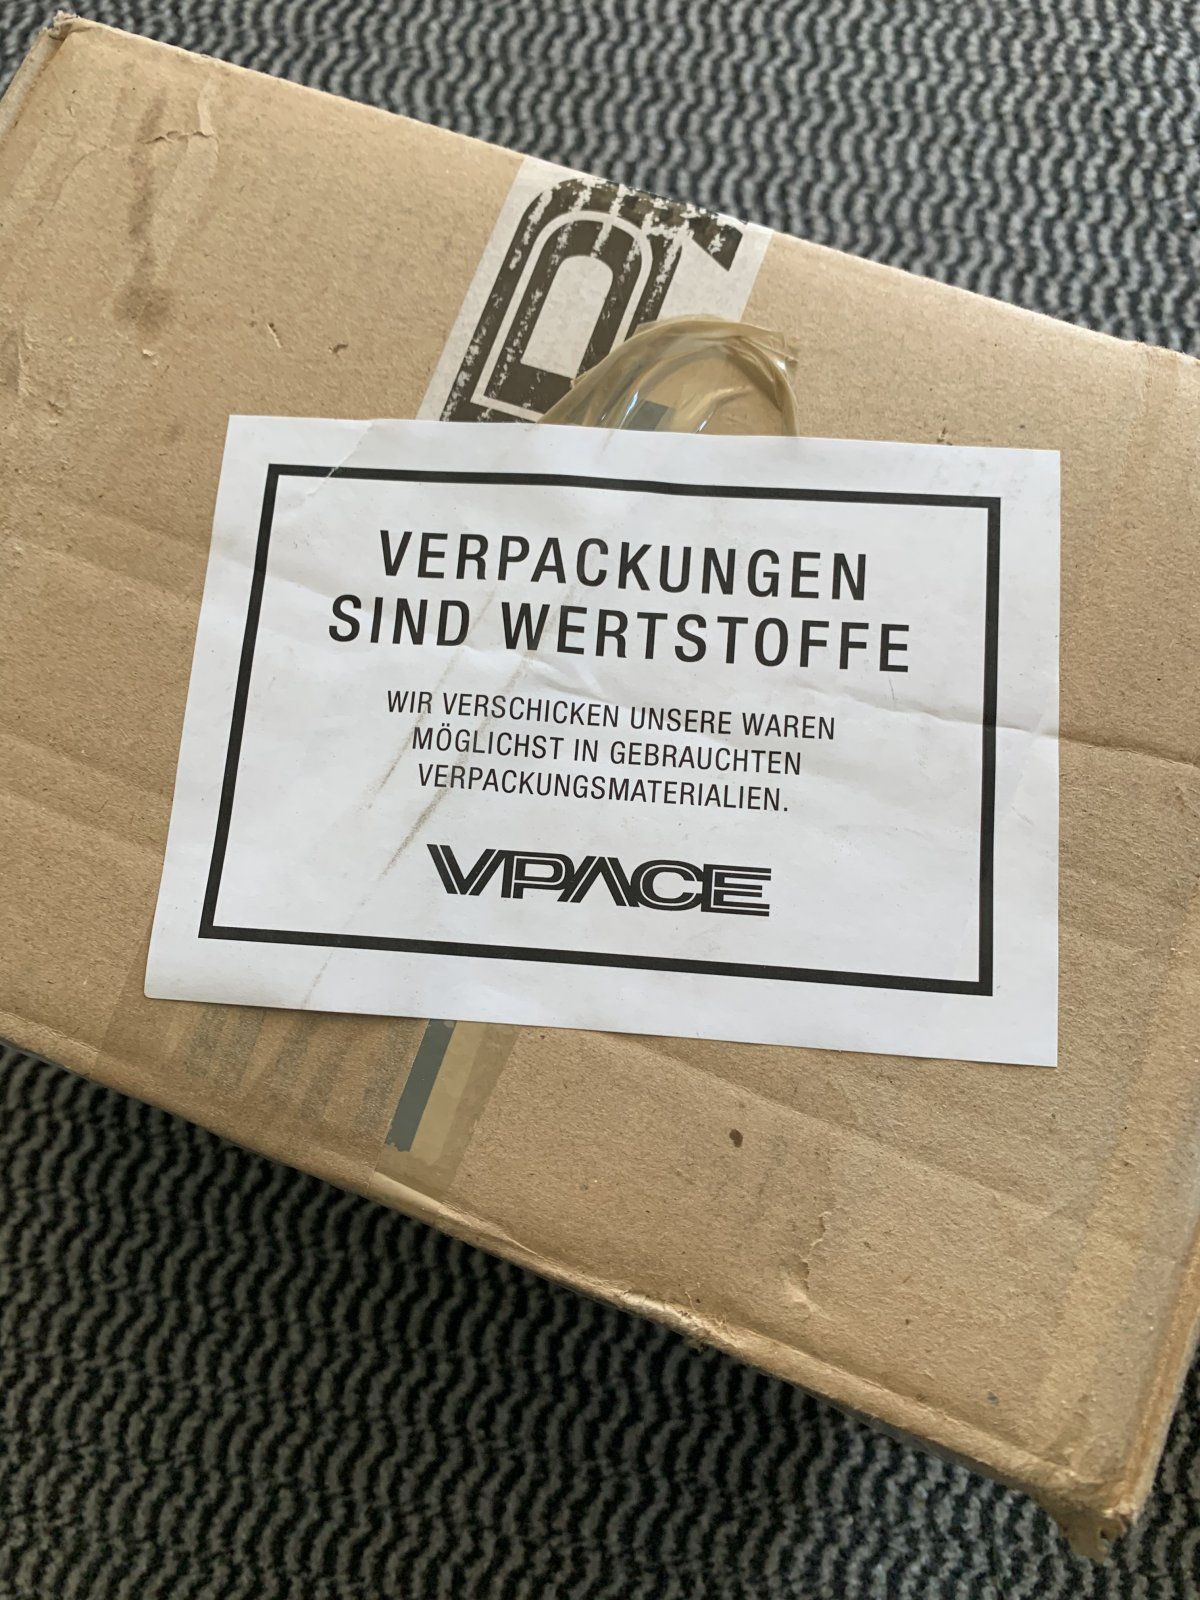 VERPACKUNGEN
SIND WERTSTOFFE
WIR VERSCHICKEN UNSERE WAREN
MÖGLICHST IN GEBRAUCHTEN
VERPACKUNGSMATERIALIEN.
VPACE